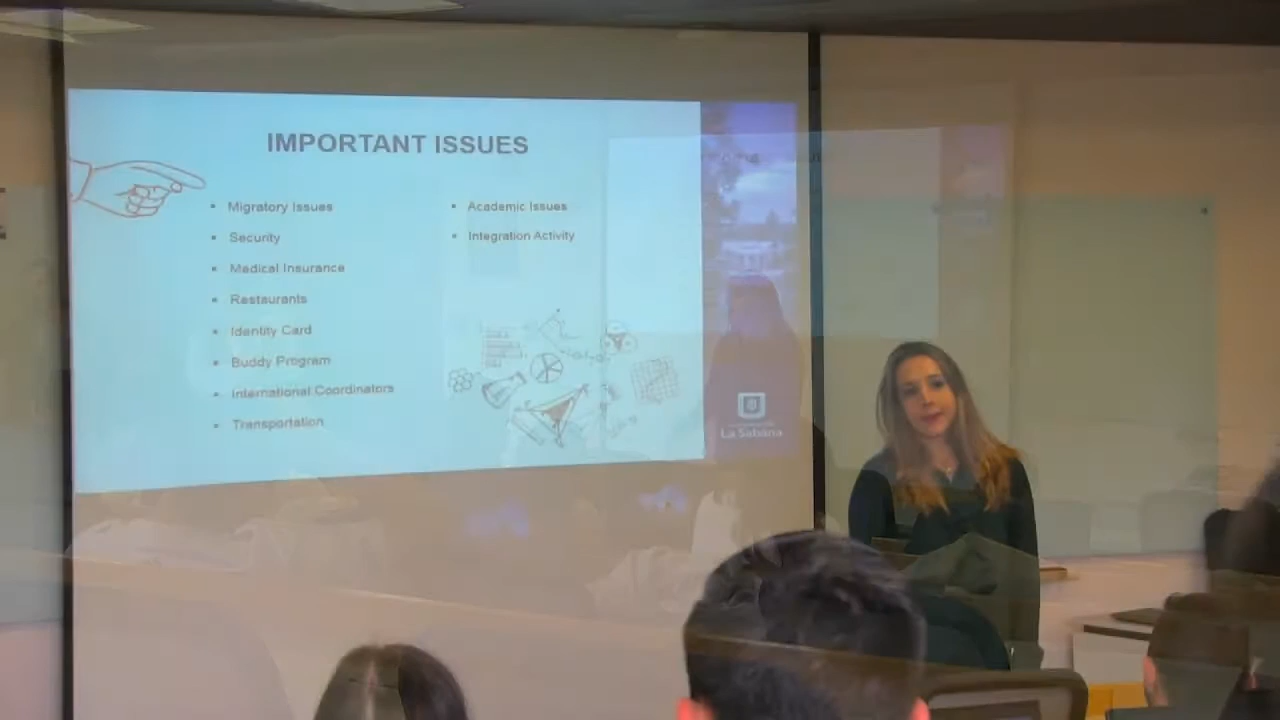 IMPORTANT ISSUES
Migratory Issues
Security
Medical Insurance
Restaurants
Identity Card
Buddy Program
International Coordinators
Transportation
Academic Issues
Integration Activity
La Sabana